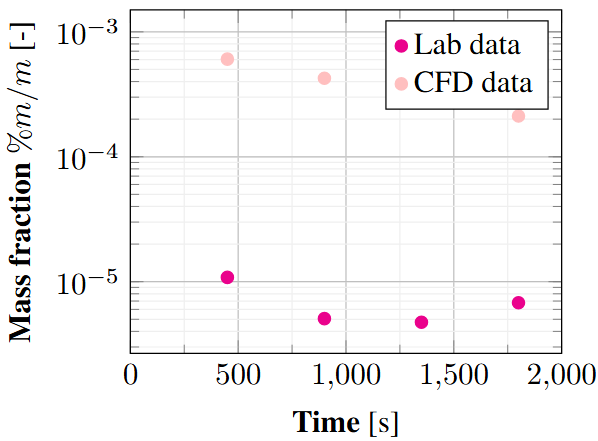 Mass fraction %m/m [-]
10⁻³
10⁻⁴
10⁻⁵
Lab data
CFD data
0 500 1,000 1,500 2,000
Time [s]